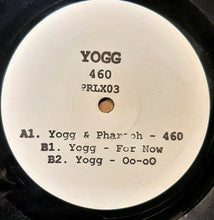 YOGG
460
PRLX03
A1. Yogg & Pharaoh - 460
B1. Yogg - For Now
B2. Yogg - Oo-oO